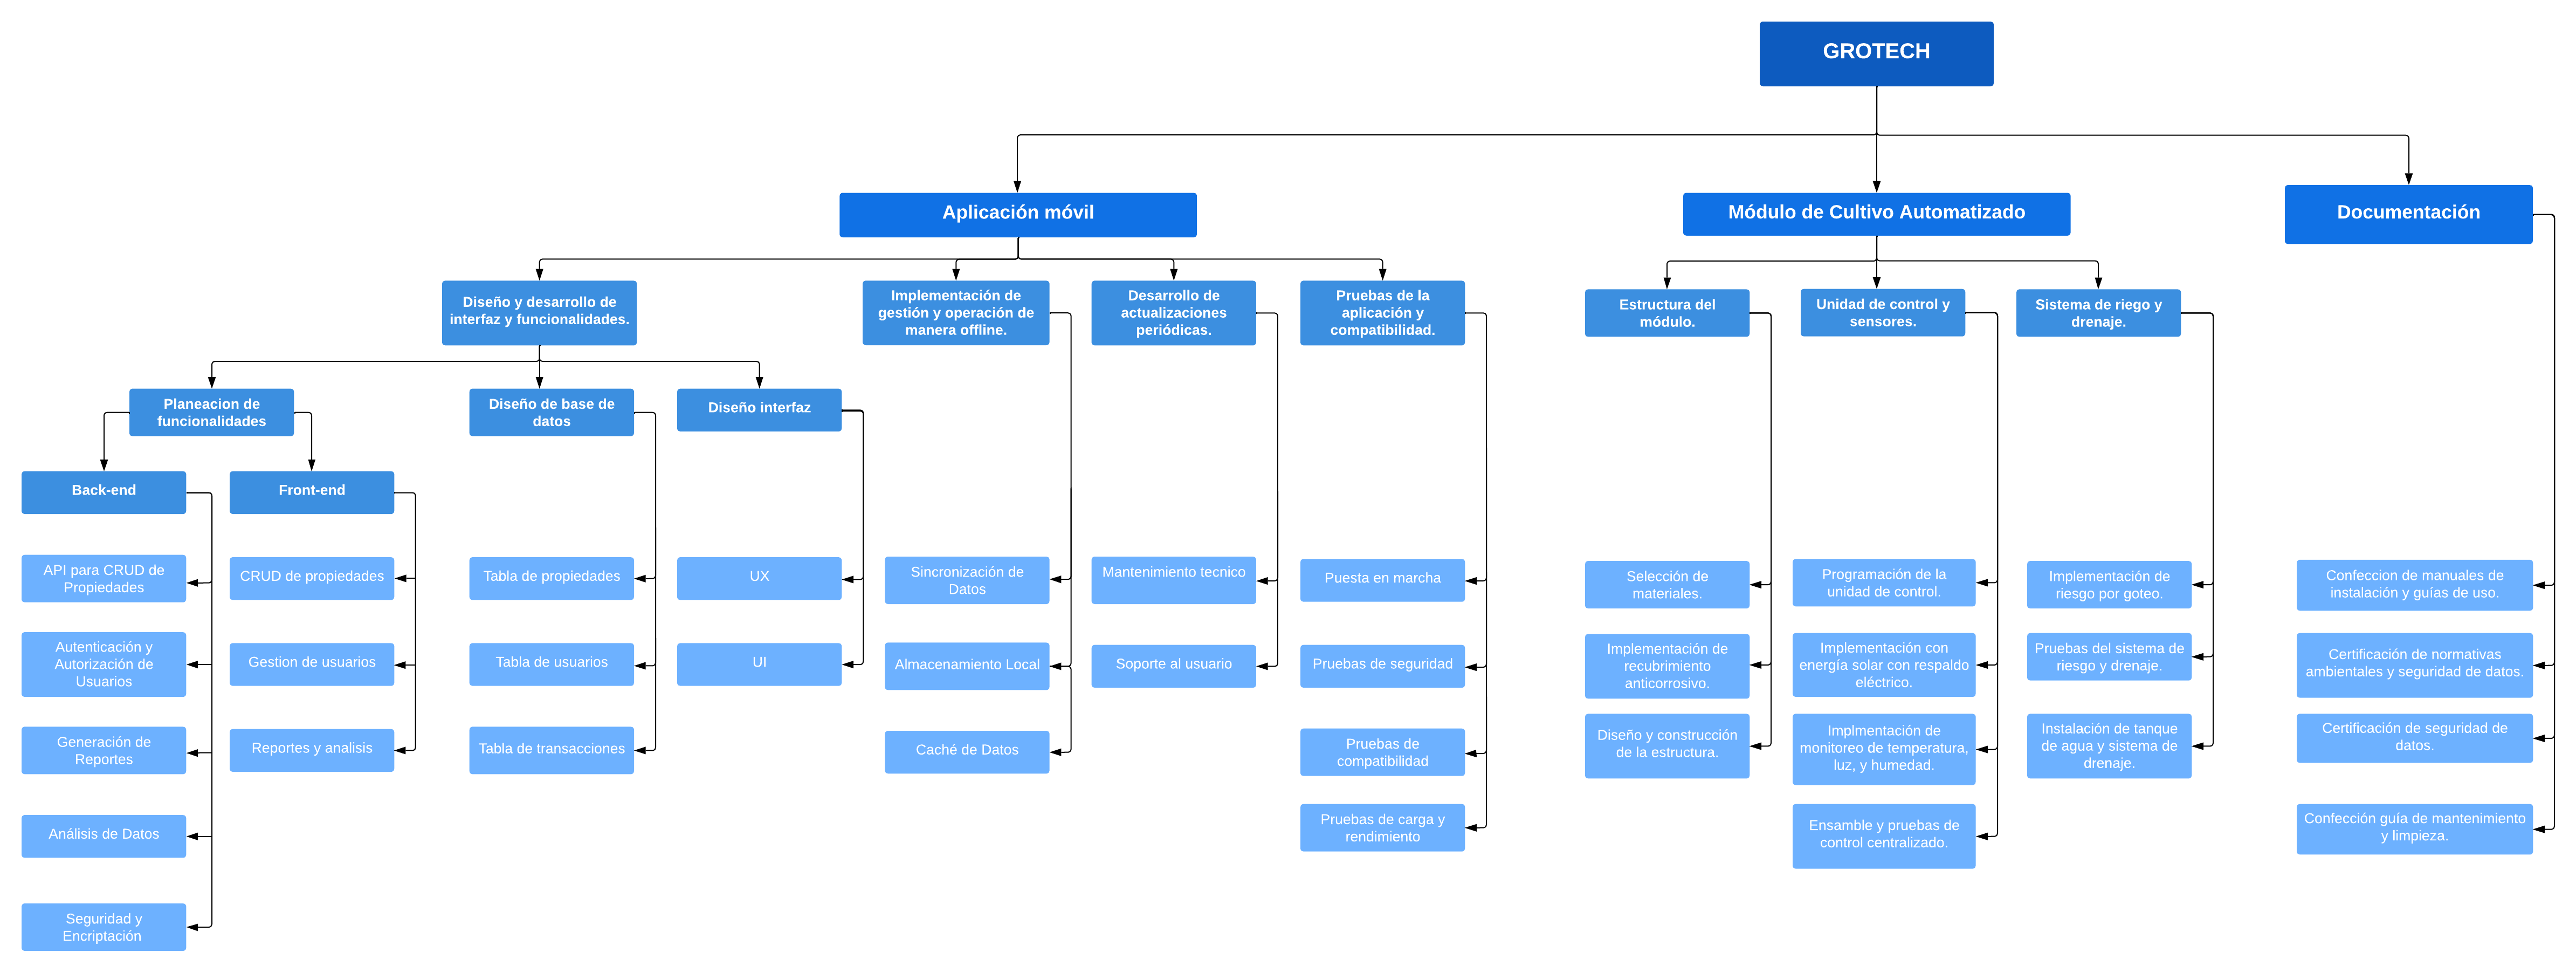 GROTECH
Aplicación móvil
Módulo de Cultivo Automatizado
Documentación
Diseño y desarrollo de
interfaz y funcionalidades.
Implementación de
gestión y operación de
manera offline.
Desarrollo de
actualizaciones
periódicas.
Pruebas de la
aplicación y
compatibilidad.
Estructura del
módulo.
Unidad de control y
sensores.
Sistema de riego y
drenaje.
Planeacion de
funcionalidades
Diseño de base de
datos
Diseño interfaz
Back-end
Front-end
API para CRUD de
Propiedades
Autenticación y
Autorización de
Usuarios
Generación de
Reportes
Análisis de Datos
Seguridad y
Encriptación
CRUD de propiedades
Gestion de usuarios
Reportes y analisis
Tabla de propiedades
Tabla de usuarios
Tabla de transacciones
UX
UI
Sincronización de
Datos
Almacenamiento Local
Caché de Datos
Mantenimiento tecnico
Soporte al usuario
Puesta en marcha
Pruebas de seguridad
Pruebas de
compatibilidad
Pruebas de carga y
rendimiento
Selección de
materiales.
Implementación de
recubrimiento
anticorrosivo.
Diseño y construcción
de la estructura.
Programación de la
unidad de control.
Implementación con
energía solar con respaldo
eléctrico.
Implmentación de
monitoreo de temperatura,
luz, y humedad.
Ensamble y pruebas de
control centralizado.
Implementación de
riesgo por goteo.
Pruebas del sistema de
riesgo y drenaje.
Instalación de tanque
de agua y sistema de
drenaje.
Confeccion de manuales de
instalación y guías de uso.
Certificación de normativas
ambientales y seguridad de datos.
Certificación de seguridad de
datos.
Confección guía de mantenimiento
y limpieza.